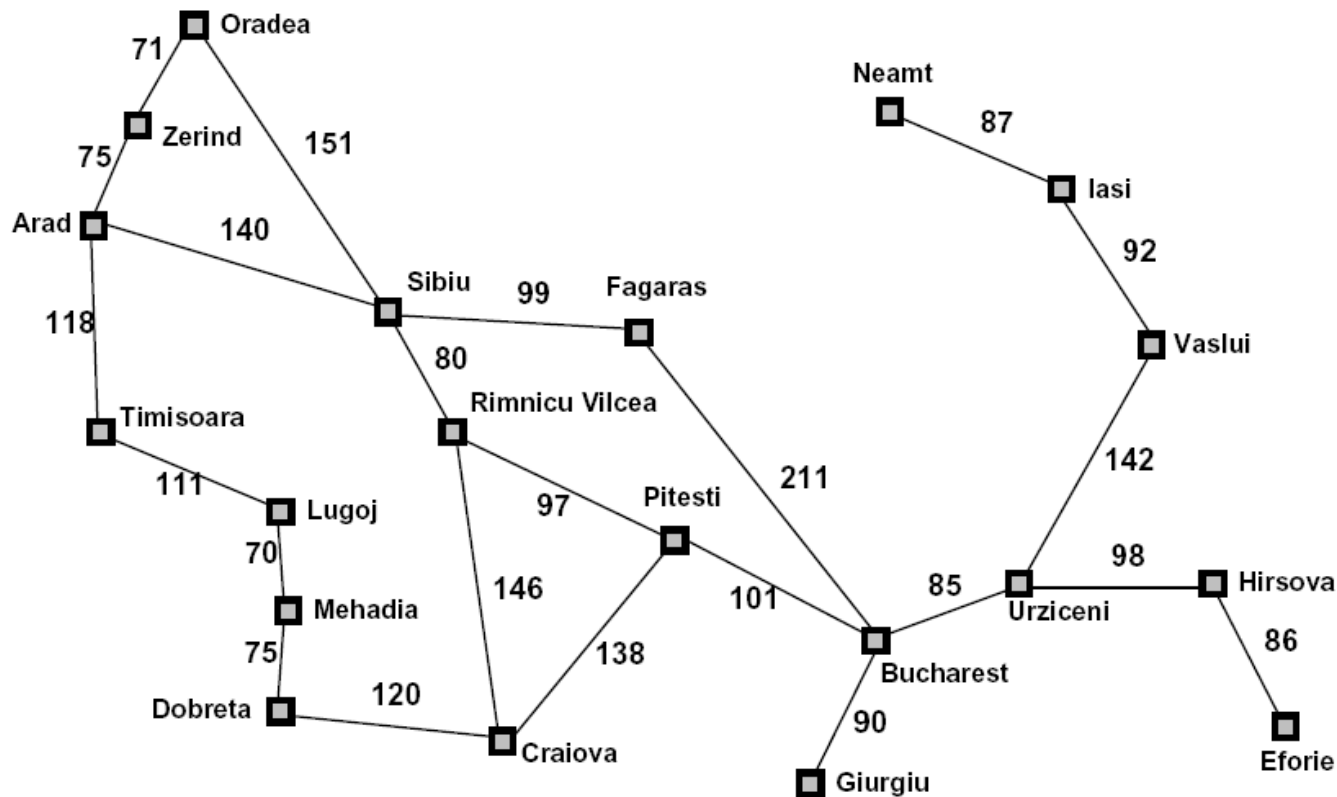 Oradea
71
Neamt
87
Zerind
151
75
Iasi
Arad
140
92
Sibiu
99
Fagaras
118
80
Vaslui
Rimnicu Vilcea
Timisoara
142
211
111
Lugoj
97
Pitesti
70
146
101
85
98
Hirsova
Mehadia
Urziceni
75
138
86
Bucharest
Dobreta
120
90
Craiova
Giurgiu
Eforie